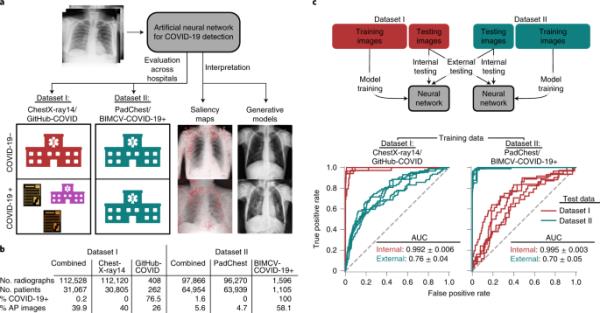 a
Artificial neural network
for COVID-19 detection
Evaluation
across
hospitals
Interpretation
Dataset I:
ChestX-ray14/
GitHub-COVID
Dataset II:
PadChest/
BIMCV-COVID-19+
Saliency
maps
Generative
models
COVID-19–
COVID-19 +
b
Dataset I
Dataset II
Combined Chest-X-ray14 GitHub-COVID Combined PadChest BIMCV-COVID-19+
No. radiographs 112,528 112,120 408 97,866 96,270 1,596
No. patients 31,067 30,805 262 64,954 63,939 1,105
% COVID-19+ 0.2 0 76.5 1.6 0 100
% AP images 39.9 40 26 5.6 4.7 58.1
c
Dataset I
Dataset II
Training
images
Testing
images
Testing
images
Training
images
Internal
testing
External
testing
Internal
testing
Model
training
Model
training
Neural
network
Neural
network
Training data
Dataset I:
ChestX-ray14/
GitHub-COVID
Dataset II:
PadChest/
BIMCV-COVID-19+
True positive rate
1.0
0.8
0.6
0.4
0.2
0
AUC
Internal: 0.992 ± 0.006
External: 0.76 ± 0.04
Test data
Dataset I
Dataset II
AUC
Internal: 0.995 ± 0.003
External: 0.70 ± 0.05
0 0.2 0.4 0.6 0.8 1.0 0 0.2 0.4 0.6 0.8 1.0
False positive rate